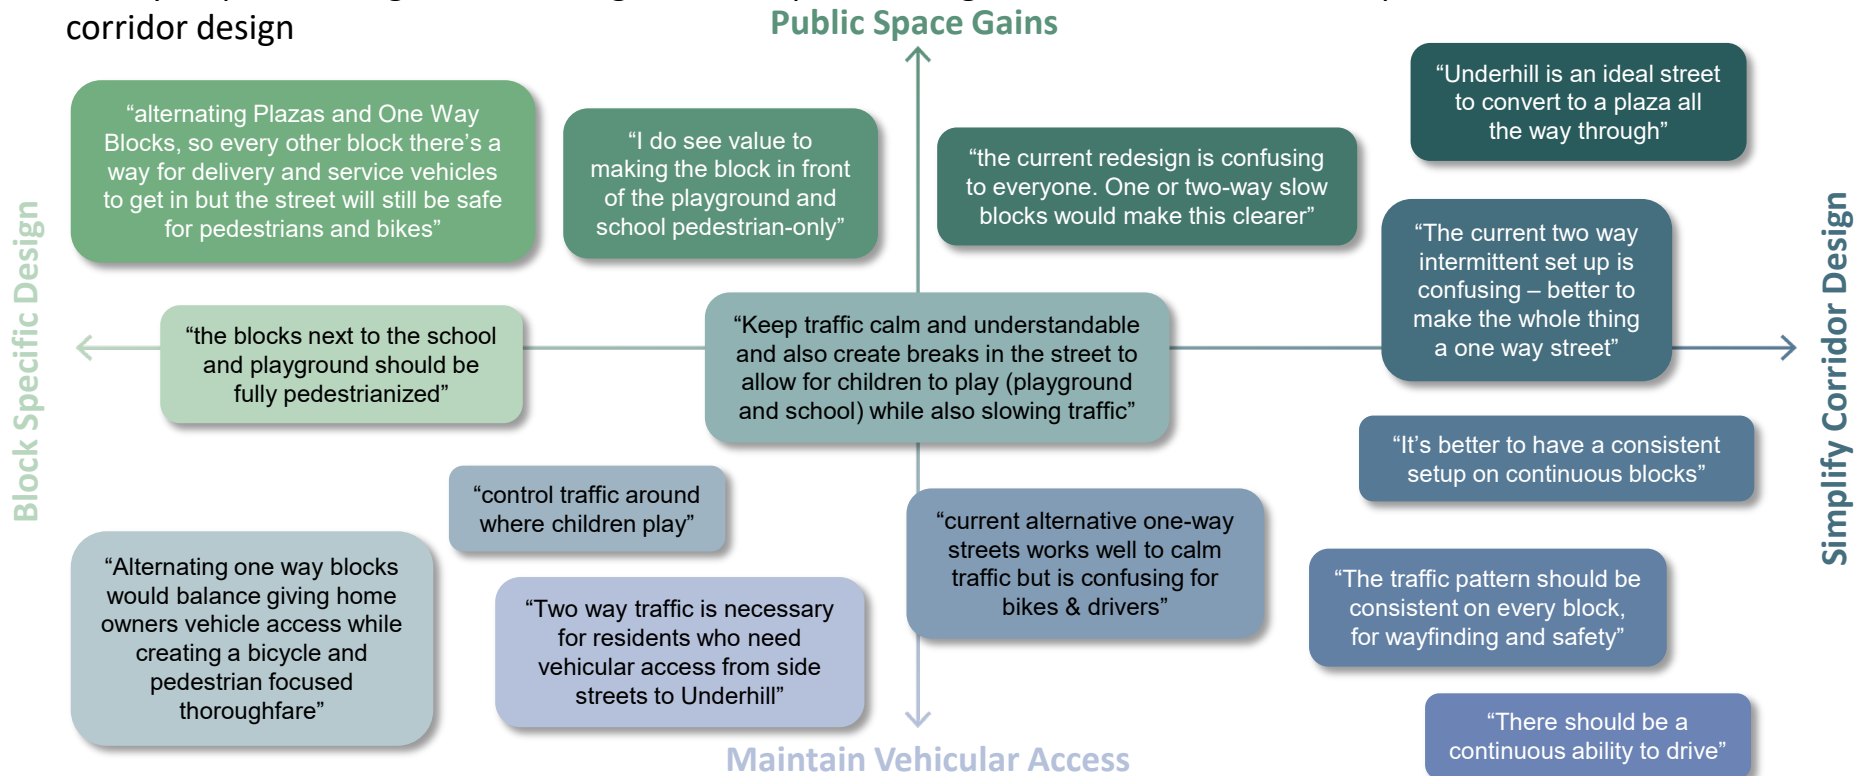 corridor design
Public Space Gains
“alternating Plazas and One Way
Blocks, so every other block there’s a
way for delivery and service vehicles
to get in but the street will still be safe
for pedestrians and bikes”
“I do see value to
making the block in front
of the playground and
school pedestrian-only”
“the current redesign is confusing
to everyone. One or two-way slow
blocks would make this clearer”
“Underhill is an ideal street
to convert to a plaza all
the way through”
“The current two way
intermittent set up is
confusing – better to
make the whole thing
a one way street”
Block Specific Design
“the blocks next to the school
and playground should be
fully pedestrianized”
“Keep traffic calm and understandable
and also create breaks in the street to
allow for children to play (playground
and school) while also slowing traffic”
Simplify Corridor Design
“It’s better to have a consistent
setup on continuous blocks”
“control traffic around
where children play”
“current alternative one-way
streets works well to calm
traffic but is confusing for
bikes & drivers”
“Alternating one way blocks
would balance giving home
owners vehicle access while
creating a bicycle and
pedestrian focused
thoroughfare”
“Two way traffic is necessary
for residents who need
vehicular access from side
streets to Underhill”
“The traffic pattern should be
consistent on every block,
for wayfinding and safety”
“There should be a
continuous ability to drive”
Maintain Vehicular Access